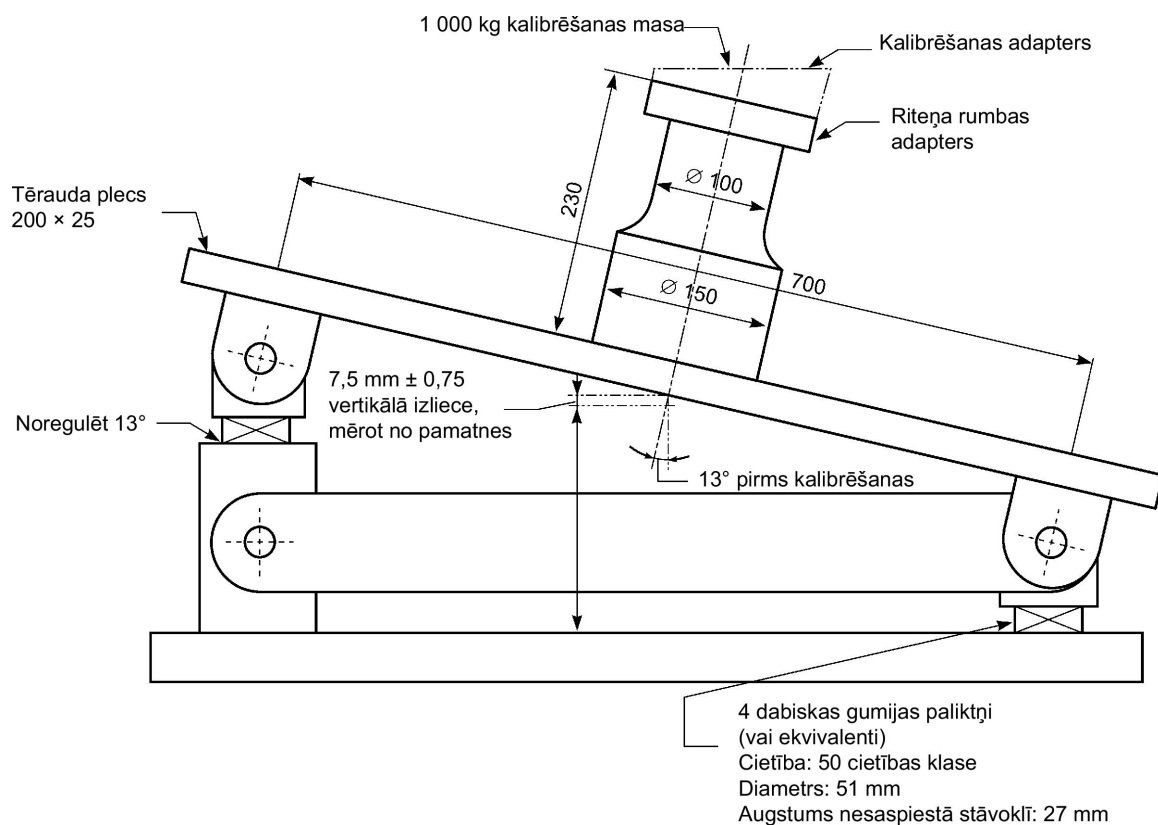 1 000 kg kalibrēšanas masa
Kalibrēšanas adapters
Riteņa rumbas
adapters
Tērauda plecs
200 × 25
230
∅ 100
700
∅ 150
7,5 mm ± 0,75
vertikālā izliece,
mērot no pamatnes
Noregulēt 13°
13° pirms kalibrēšanas
4 dabiskas gumijas paliktņi
(vai ekvivalenti)
Cietība: 50 cietības klase
Diametrs: 51 mm
Augstums nesaspiestā stāvoklī: 27 mm